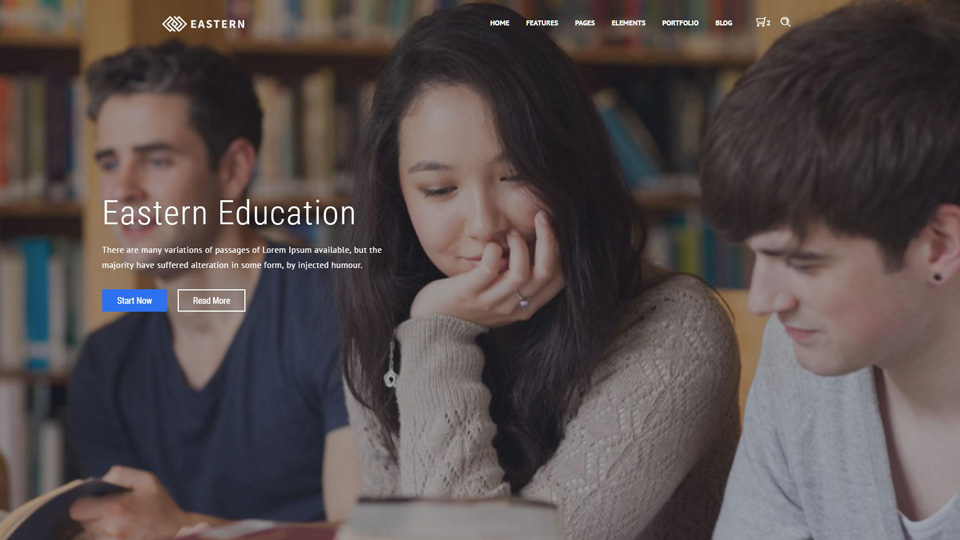 EASTERN
HOME FEATURES PAGES ELEMENTS PORTFOLIO BLOG 2
Eastern Education
There are many variations of passages of Lorem Ipsum available, but the
majority have suffered alteration in some form, by injected humour.
Start Now Read More